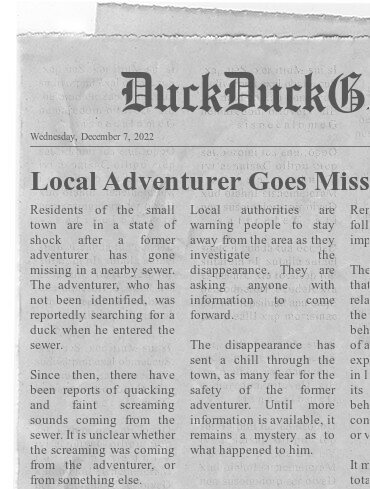 DuckDuckG
Wednesday, December 7, 2022
Local Adventurer Goes Miss
Residents of the small
town are in a state of
shock after a former
adventurer has gone
missing in a nearby sewer.
The adventurer, who has
not been identified, was
reportedly searching for a
duck when he entered the
sewer.
Since then, there have
been reports of quacking
and faint screaming
sounds coming from the
sewer. It is unclear whether
the screaming was coming
from the adventurer, or
from something else.
Local authorities are
warning people to stay
away from the area as they
investigate the
disappearance. They are
asking anyone with
information to come
forward.
The disappearance has
sent a chill through the
town, as many fear for the
safety of the former
adventurer. Until more
information is available, it
remains a mystery as to
what happened to him.
Rer
foll
imp
The
that
rela
the
beh
of a
exp
in I
its
beh
con
or v
It m
tota